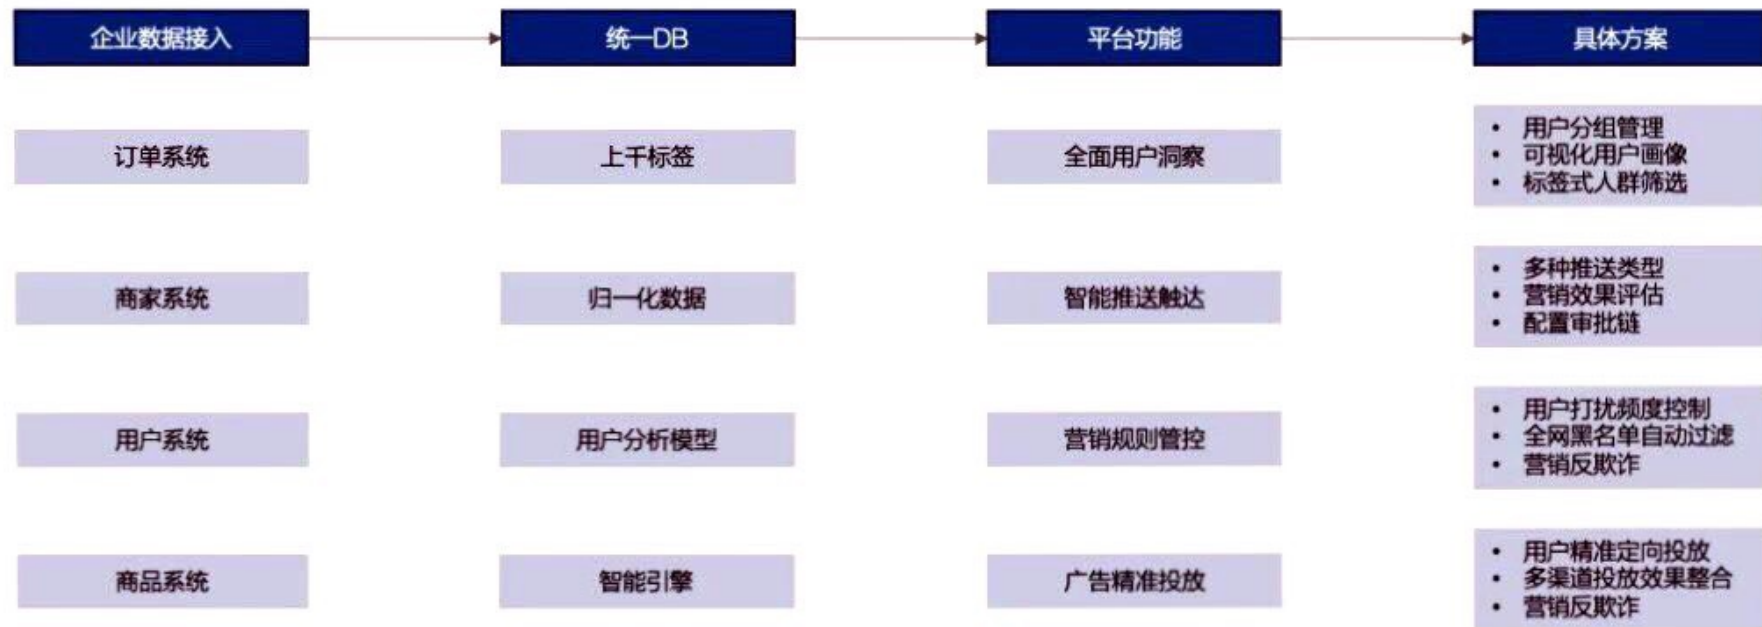 企业数据接入
统一DB
平台功能
具体方案
订单系统
上千标签
全面用户洞察
• 用户分组管理
• 可视化用户画像
• 标签式人群筛选
商家系统
归一化数据
智能推送触达
• 多种推送类型
• 营销效果评估
• 配置审批链
用户系统
用户分析模型
营销规则管控
• 用户打扰频度控制
• 全网黑名单自动过滤
• 营销反欺诈
商品系统
智能引擎
广告精准投放
• 用户精准定向投放
• 多渠道投放效果整合
• 营销反欺诈